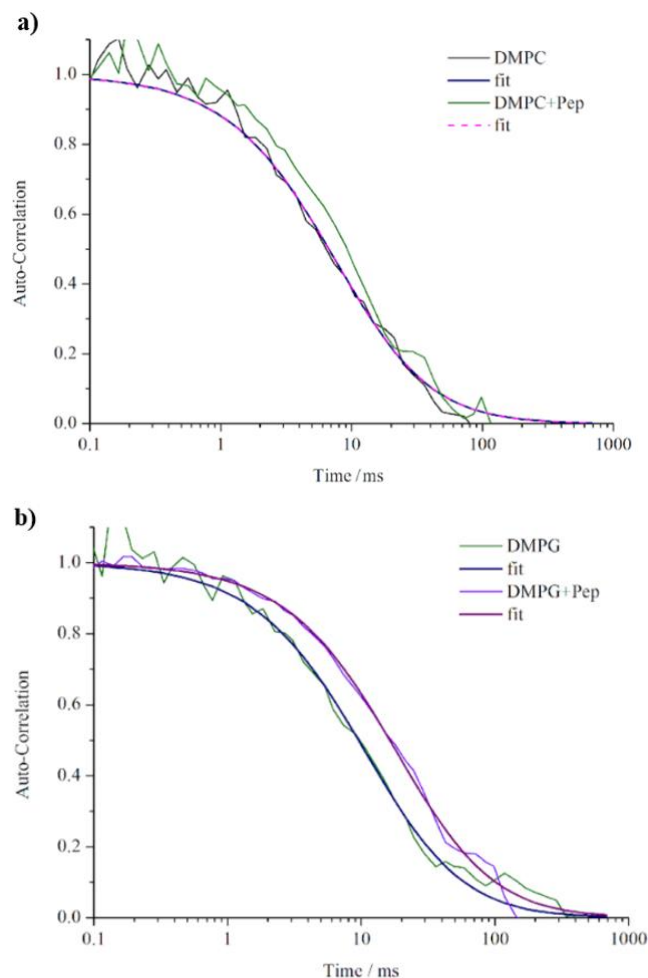 a)
DMPC
fit
DMPC+Pep
fit
1.0
0.8
0.6
0.4
0.2
0.0
Auto-Correlation
0.1 1 10 100 1000
Time /ms
b)
DMPG
fit
DMPG+Pep
fit
1.0
0.8
0.6
0.4
0.2
0.0
Auto-Correlation
0.1 1 10 100 1000
Time / ms